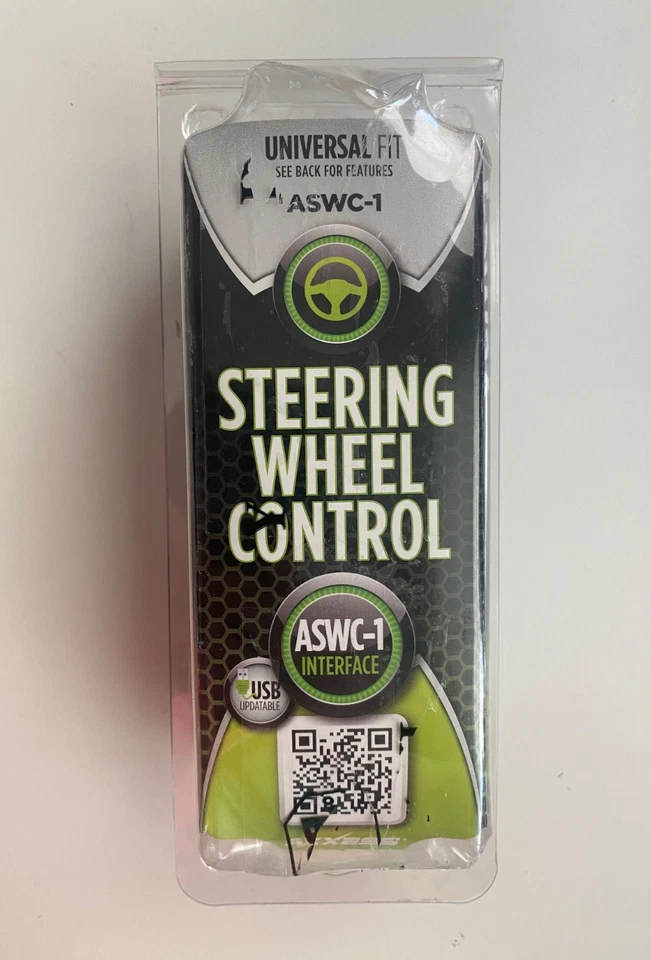 UNIVERSAL FIT
SEE BACK FOR FEATURES
ASWC-1
STEERING
WHEEL
CONTROL
ASWC-1
INTERFACE
USB
UPDATABLE